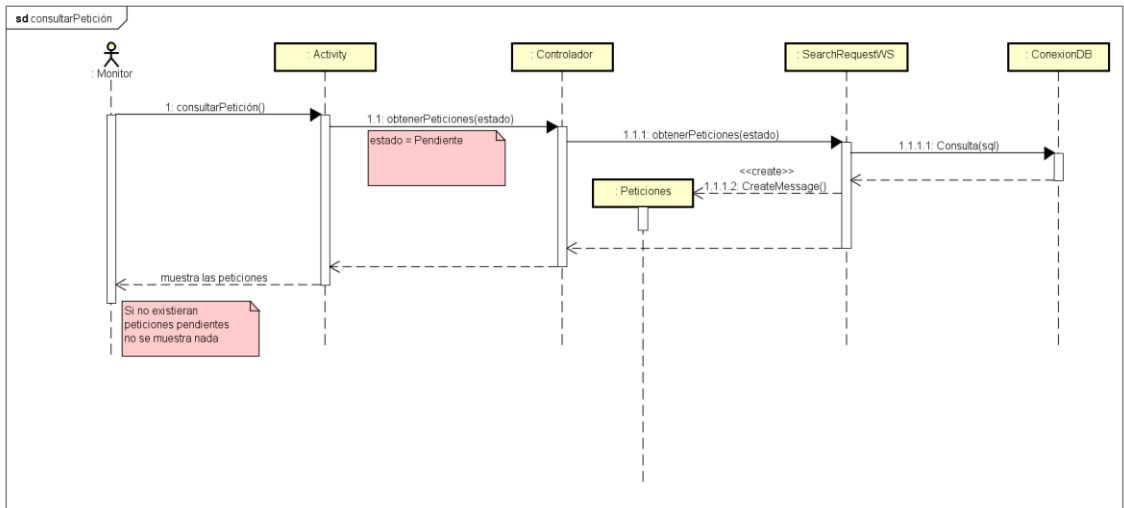 sd consultarPetición
: Monitor
: Activity
: Controlador
: SearchRequestWS
: ConexionDB
1: consultarPetición()
1.1: obtenerPeticiones(estado)
estado = Pendiente
1.1.1: obtenerPeticiones(estado)
1.1.1.1: Consulta(sql)
<<create>>
1.1.1.2: CreateMessage()
: Peticiones
muestra las peticiones
Si no existieran
peticiones pendientes
no se muestra nada